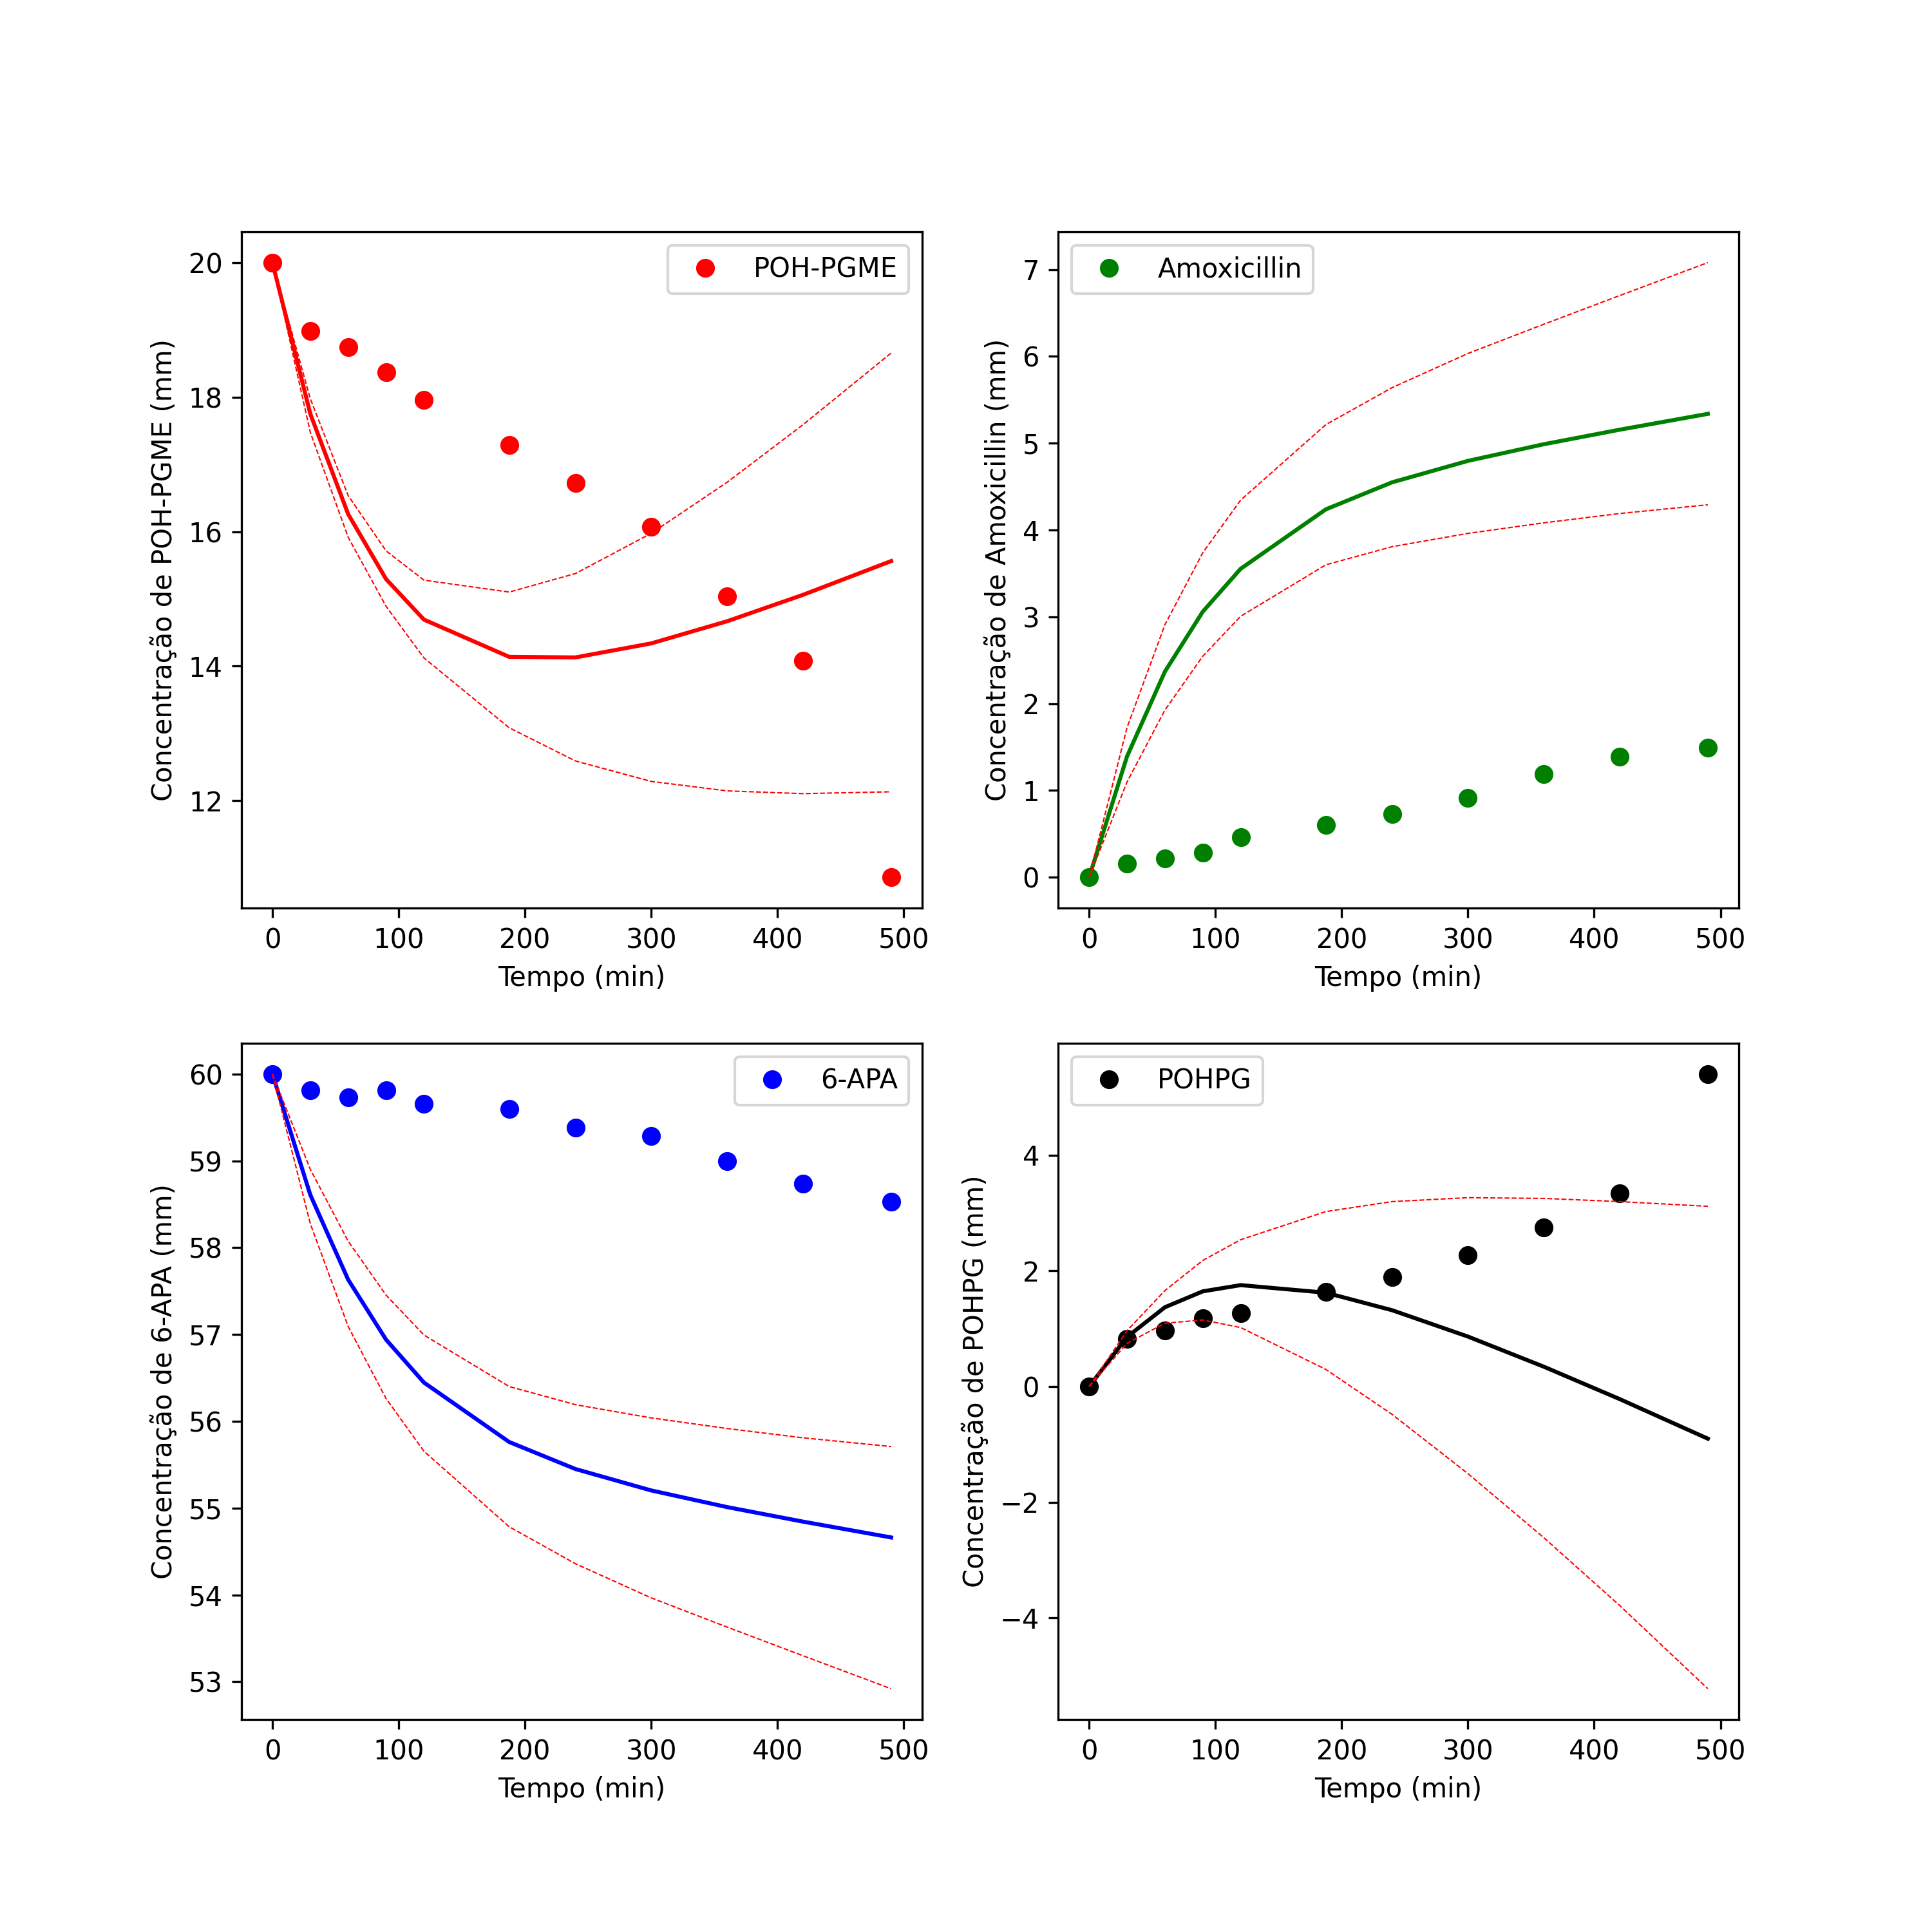 POH-PGME
Concentração de POH-PGME (mm)
20
18
16
14
12
0 100 200 300 400 500
Tempo (min)
Amoxicillin
Concentração de Amoxicillin (mm)
7
6
5
4
3
2
1
0
0 100 200 300 400 500
Tempo (min)
6-APA
Concentração de 6-APA (mm)
60
59
58
57
56
55
54
53
0 100 200 300 400 500
Tempo (min)
POHPG
Concentração de POHPG (mm)
4
2
0
−2
−4
0 100 200 300 400 500
Tempo (min)